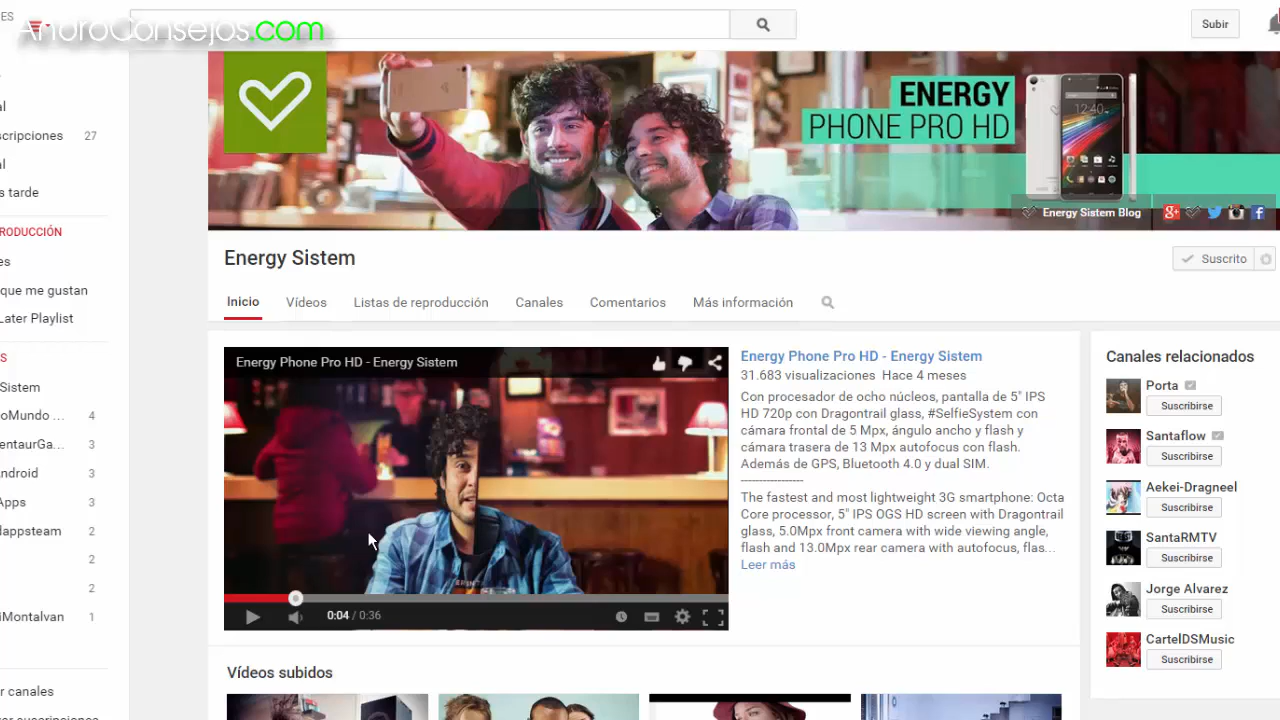 ES
AndroConsejos.com
Subir
al
scripciones 27
al
s tarde
RODUCCIÓN
es
que me gustan
Later Playlist
S
Sistem
oMundo ... 4
entaurGa... 3
ndroid 3
Apps 3
dappsteam 2
2
2
iMontalvan 1
r canales
ENERGY
PHONE PRO HD
12:40
Energy Sistem Blog
Energy Sistem
Suscrito
Inicio
Vídeos
Listas de reproducción
Canales
Comentarios
Más información
Energy Phone Pro HD - Energy Sistem
0:04 / 0:36
Energy Phone Pro HD - Energy Sistem
31.683 visualizaciones Hace 4 meses
Con procesador de ocho núcleos, pantalla de 5" IPS
HD 720p con Dragontrail glass, #SelfieSystem con
cámara frontal de 5 Mpx, ángulo ancho y flash y
cámara trasera de 13 Mpx autofocus con flash.
Además de GPS, Bluetooth 4.0 y dual SIM.
------------------
The fastest and most lightweight 3G smartphone: Octa
Core processor, 5" IPS OGS HD screen with Dragontrail
glass, 5.0Mpx front camera with wide viewing angle,
flash and 13.0Mpx rear camera with autofocus, flas...
Leer más
Vídeos subidos
Canales relacionados
Porta
Suscribirse
Santaflow
Suscribirse
Aekei-Dragneel
Suscribirse
SantaRMTV
Suscribirse
Jorge Alvarez
Suscribirse
CartelDSMusic
Suscribirse